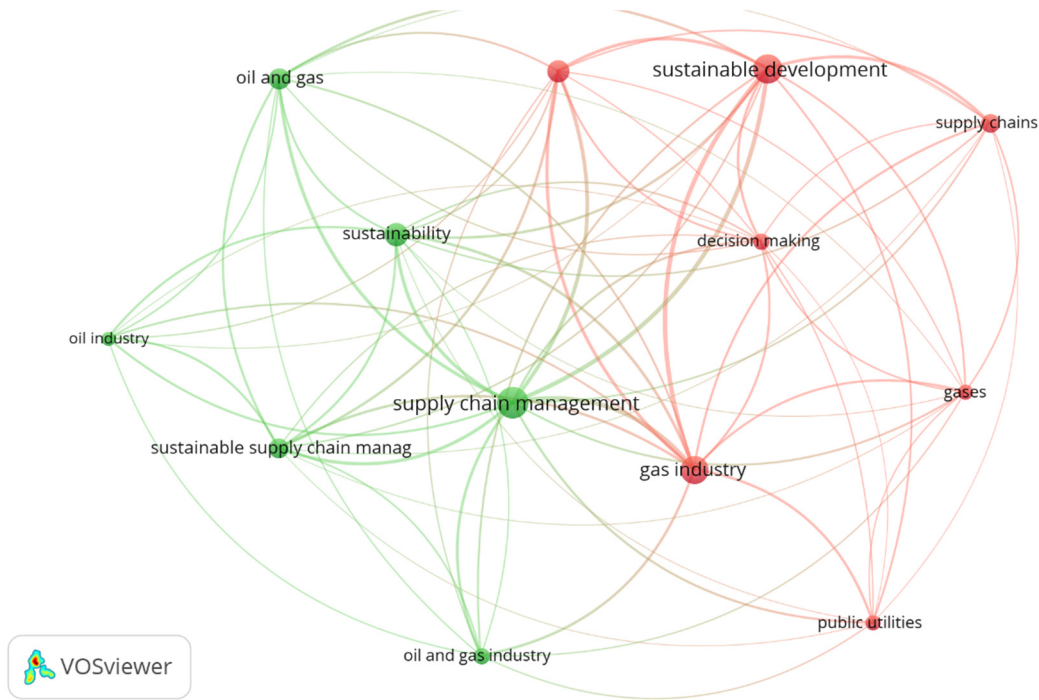 oil and gas
sustainable development
supply chains
sustainability
decision making
oil industry
gases
supply chain management
sustainable supply chain manag
gas industry
public utilities
oil and gas industry
VOSviewer